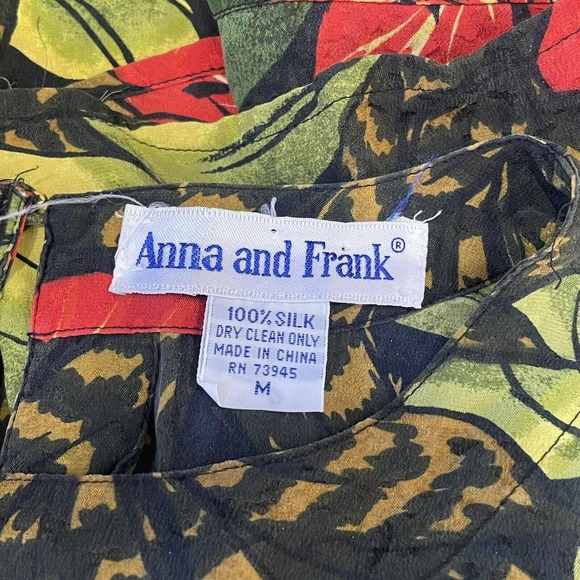 Anna and Frank®
100% SILK
DRY CLEAN ONLY
MADE IN CHINA
RN 73945
M